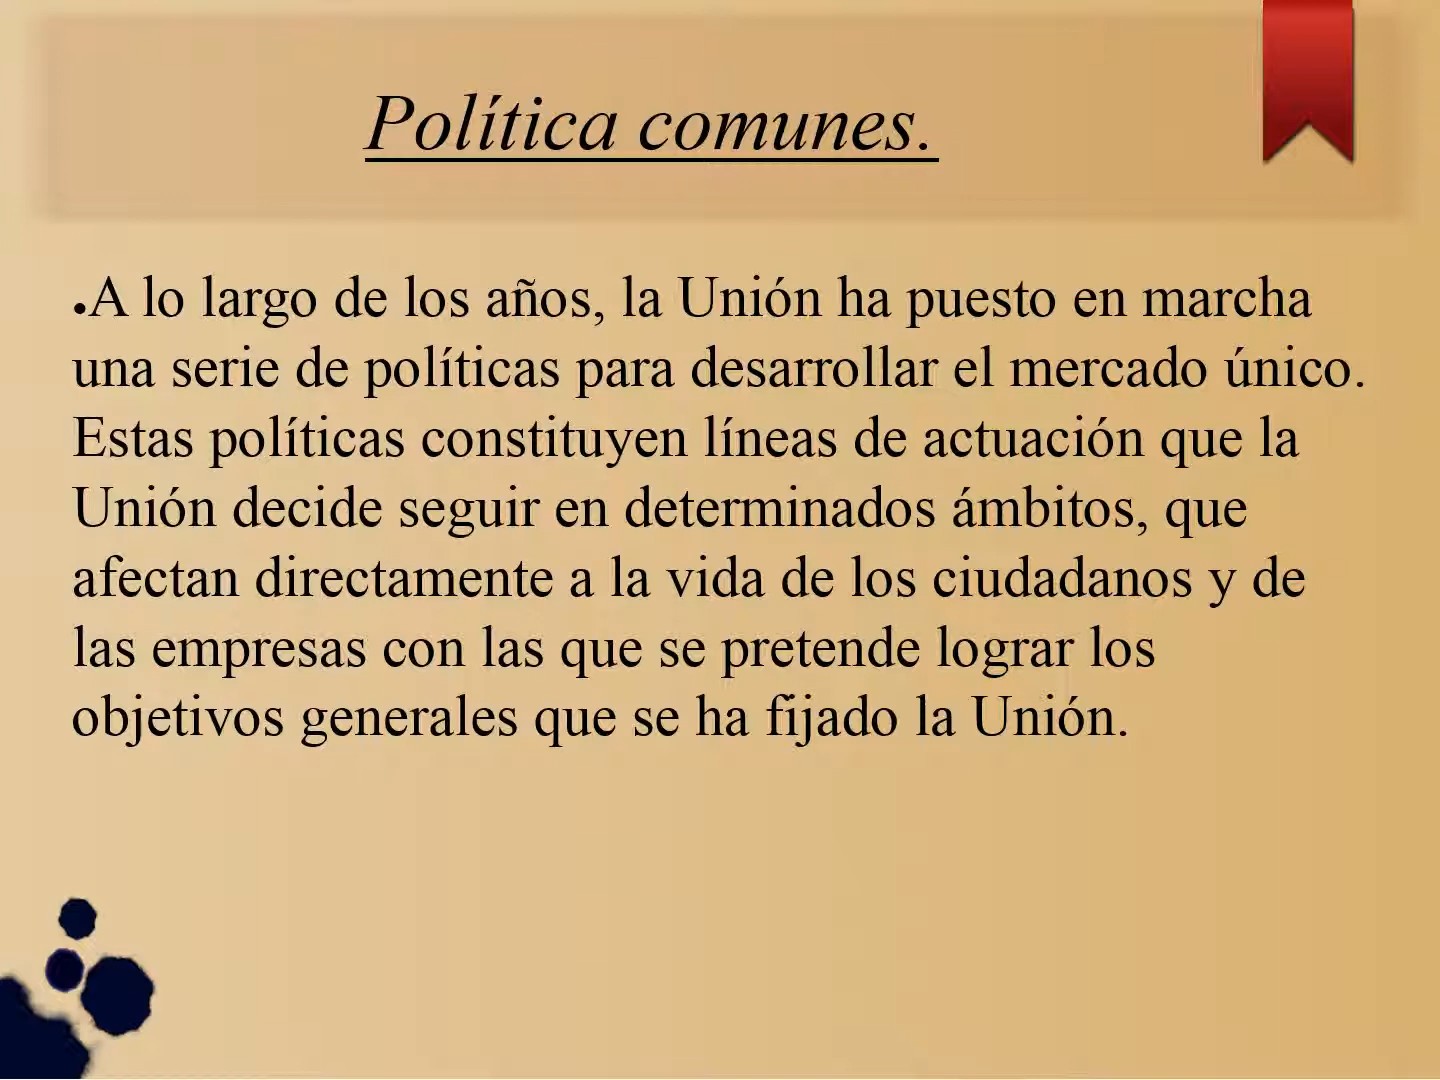 Política comunes.
●A lo largo de los años, la Unión ha puesto en marcha
una serie de políticas para desarrollar el mercado único.
Estas políticas constituyen líneas de actuación que la
Unión decide seguir en determinados ámbitos, que
afectan directamente a la vida de los ciudadanos y de
las empresas con las que se pretende lograr los
objetivos generales que se ha fijado la Unión.